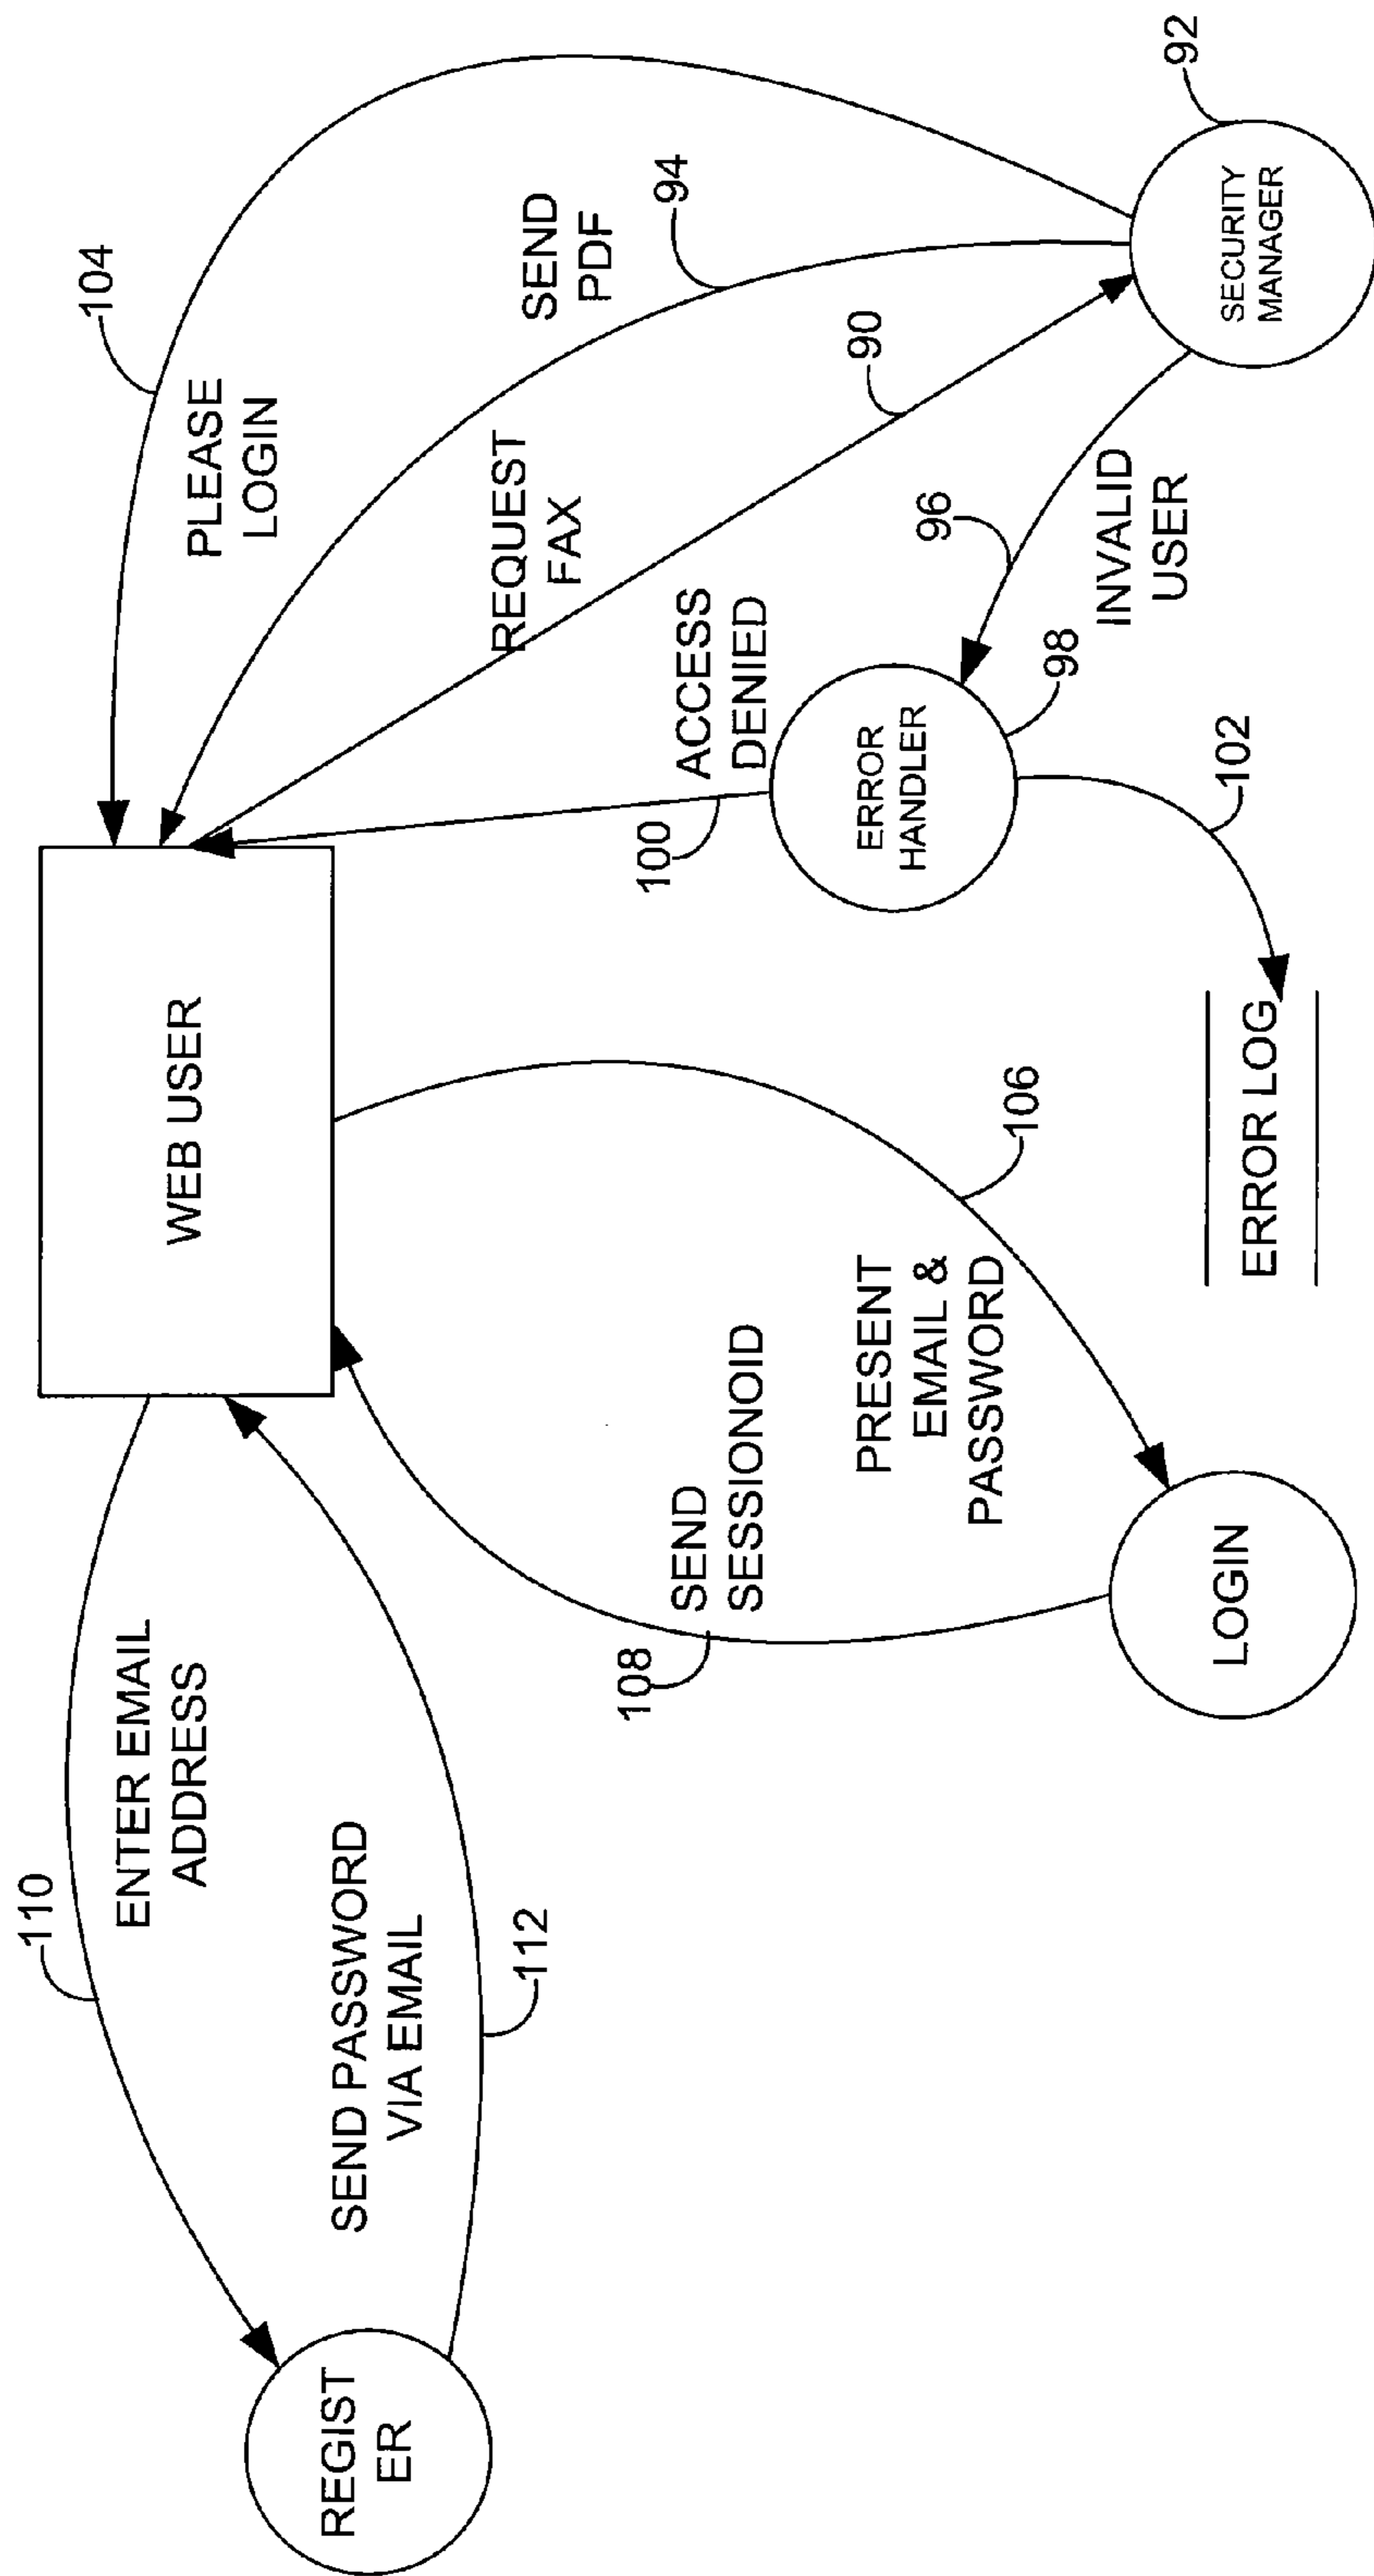 110
ENTER EMAIL
ADDRESS
SEND PASSWORD
VIA EMAIL
112
REGIST
ER
WEB USER
104
PLEASE
LOGIN
SEND
PDF
94
REQUEST
FAX
90
ACCESS
DENIED
100
96
INVALID
USER
92
SECURITY
MANAGER
ERROR
HANDLER
98
102
ERROR LOG
108
SEND
SESSIONOID
PRESENT
EMAIL &
PASSWORD
106
LOGIN